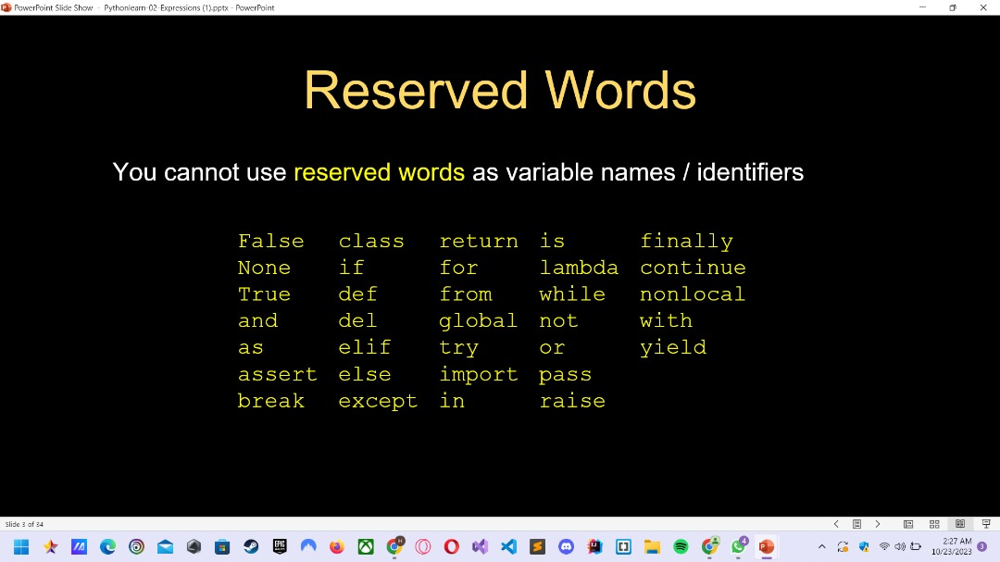 PowerPoint Slide Show - Pythonlearn-02-Expressions (1).pptx - PowerPoint
Reserved Words
You cannot use reserved words as variable names / identifiers
False class return is finally
None if for lambda continue
True def from while nonlocal
and del global not with
as elif try or yield
assert else import pass
break except in raise
Slide 3 of 34
2:27 AM
10/23/2023